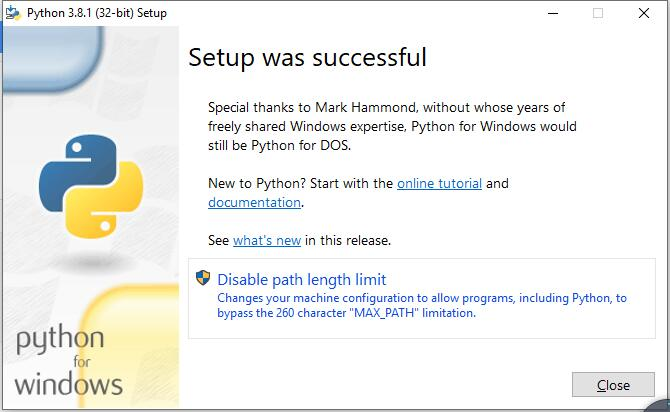 Python 3.8.1 (32-bit) Setup
Setup was successful
Special thanks to Mark Hammond, without whose years of
freely shared Windows expertise, Python for Windows would
still be Python for DOS.
New to Python? Start with the online tutorial and
documentation.
See what's new in this release.
Disable path length limit
Changes your machine configuration to allow programs, including Python, to
bypass the 260 character "MAX_PATH" limitation.
python
for
windows
Close